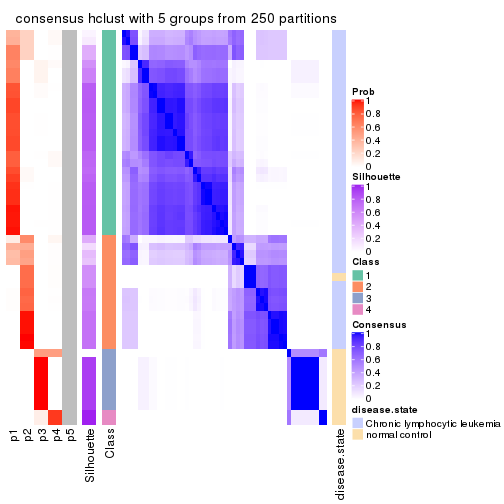 consensus hclust with 5 groups from 250 partitions
Prob
1
0.8
0.6
0.4
0.2
0
Silhouette
1
0.8
0.6
0.4
0.2
0
Class
1
2
3
4
Consensus
1
0.8
0.6
0.4
0.2
0
disease.state
Chronic lymphocytic leukemia
normal control
p1
p2
p3
p4
p5
Silhouette
Class
disease.state